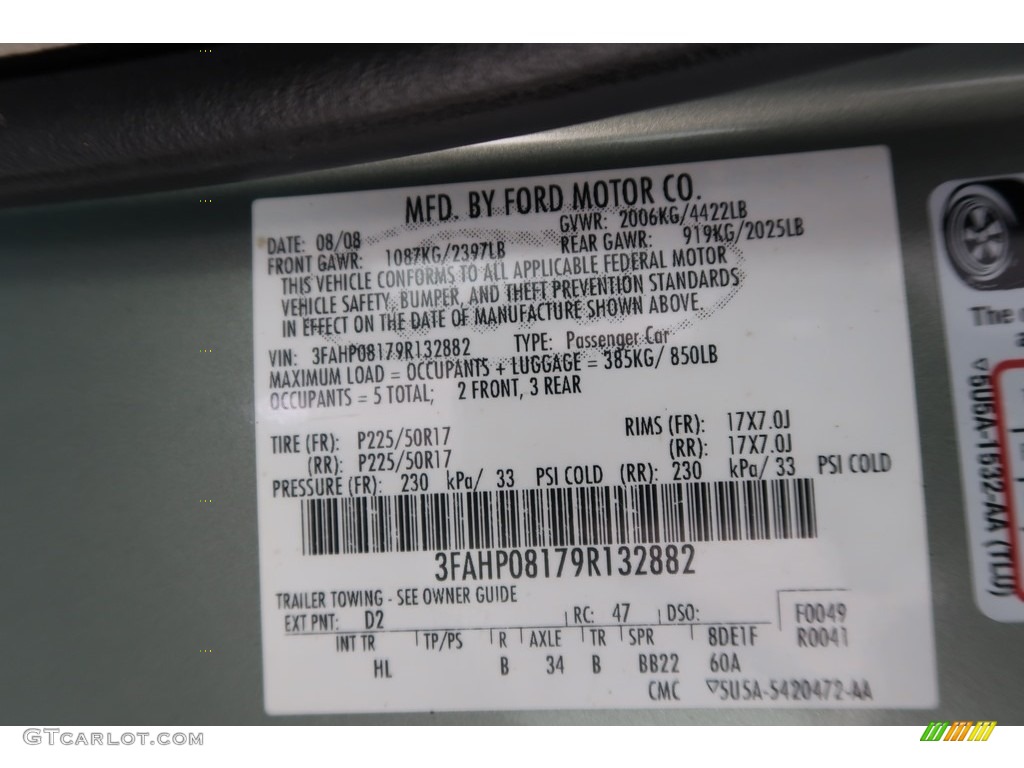 MFD. BY FORD MOTOR CO.
DATE: 08/08 GVWR: 2006KG/4422LB
FRONT GAWR: 1087KG/2397LB REAR GAWR: 919KG/2025LB
THIS VEHICLE CONFORMS TO ALL APPLICABLE FEDERAL MOTOR
VEHICLE SAFETY, BUMPER, AND THEFT PREVENTION STANDARDS
IN EFFECT ON THE DATE OF MANUFACTURE SHOWN ABOVE.
VIN: 3FAHP08179R132882 TYPE: Passenger Car
MAXIMUM LOAD = OCCUPANTS + LUGGAGE = 385KG/ 850LB
OCCUPANTS = 5 TOTAL; 2 FRONT, 3 REAR
TIRE (FR): P225/50R17 RIMS (FR): 17X7.0J
(RR): P225/50R17 (RR): 17X7.0J
PRESSURE (FR): 230 kPa/ 33 PSI COLD (RR): 230 kPa/ 33 PSI COLD
3FAHP08179R132882
TRAILER TOWING - SEE OWNER GUIDE
EXT PNT: D2 RC: 47 DSO: F0049
INT TR TP/PS R AXLE TR SPR 8DE1F R0041
HL B 34 B BB22 60A
CMC 5U5A-5420472-AA
The
5U5A-1532-AA (TLD)
GTCarlot.com